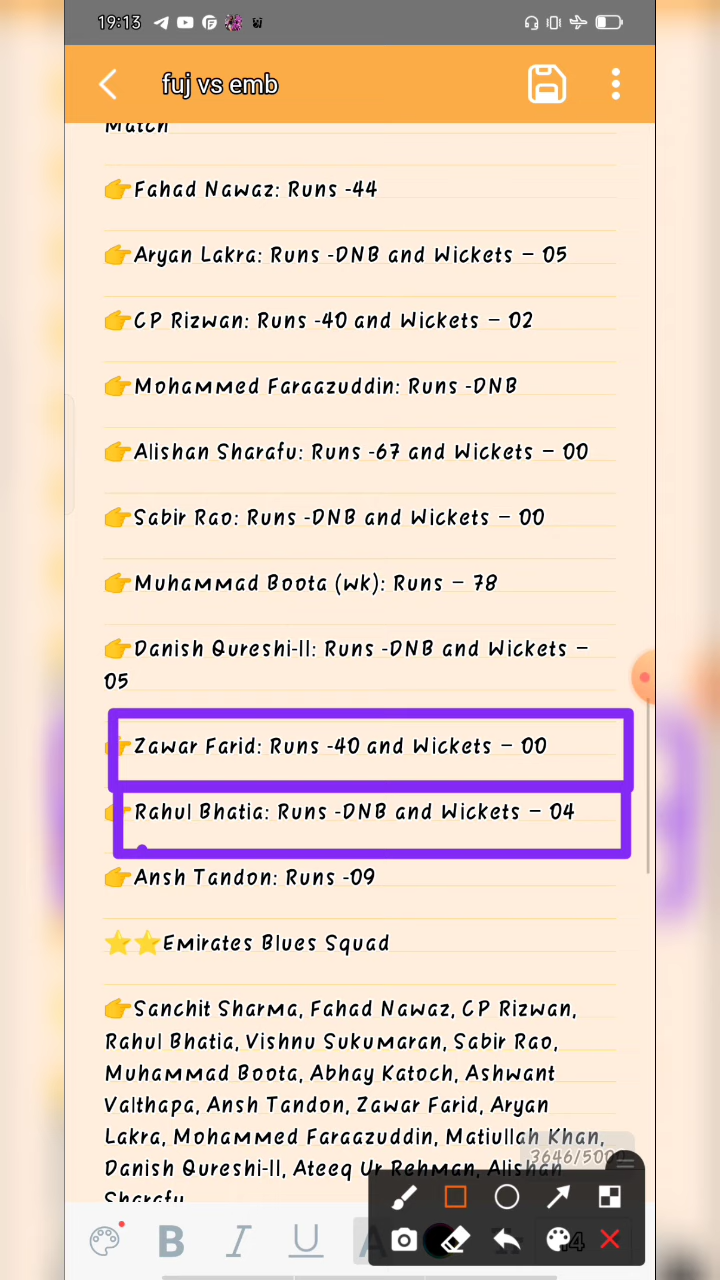 19:13
fuj vs emb
Match
👉Fahad Nawaz: Runs -44
👉Aryan Lakra: Runs -DNB and Wickets – 05
👉CP Rizwan: Runs -40 and Wickets – 02
👉Mohammed Faraazuddin: Runs -DNB
👉Alishan Sharafu: Runs -67 and Wickets – 00
👉Sabir Rao: Runs -DNB and Wickets – 00
👉Muhammad Boota (wk): Runs – 78
👉Danish Qureshi-II: Runs -DNB and Wickets –
05
👉Zawar Farid: Runs -40 and Wickets – 00
👉Rahul Bhatia: Runs -DNB and Wickets – 04
👉Ansh Tandon: Runs -09
⭐⭐Emirates Blues Squad
👉Sanchit Sharma, Fahad Nawaz, CP Rizwan,
Rahul Bhatia, Vishnu Sukumaran, Sabir Rao,
Muhammad Boota, Abhay Katoch, Ashwant
Valthapa, Ansh Tandon, Zawar Farid, Aryan
Lakra, Mohammed Faraazuddin, Matiullah Khan,
Danish Qureshi-II, Ateeq Ur Rehman, Alishan
Sharafu
B I U A